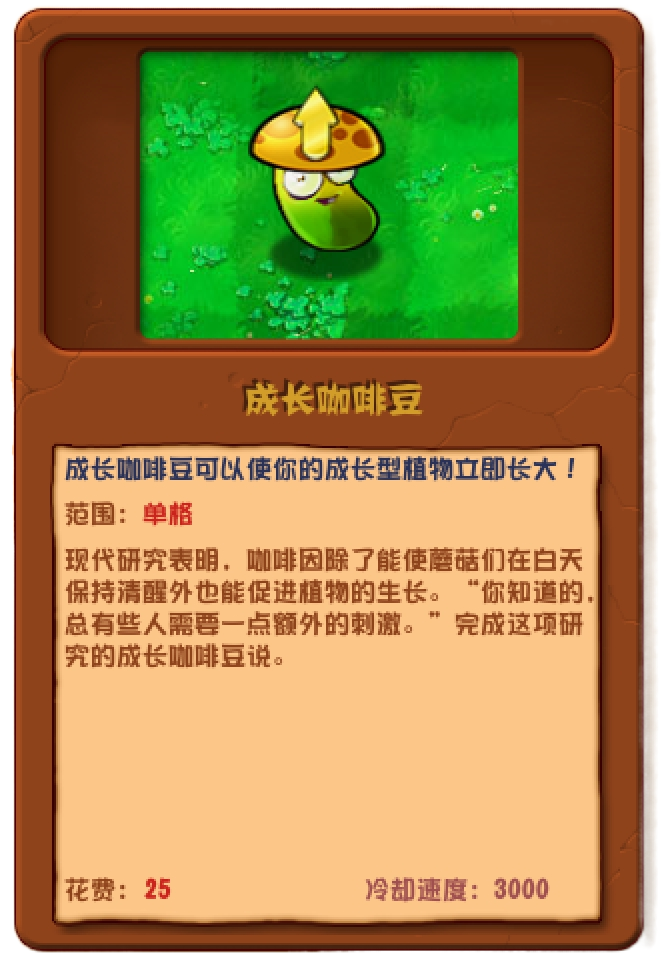 成长咖啡豆
成长咖啡豆可以使你的成长型植物立即长大！
范围：单格
现代研究表明，咖啡因除了能使蘑菇们在白天
保持清醒外也能促进植物的生长。“你知道的，
总有些人需要一点额外的刺激。”完成这项研
究的成长咖啡豆说。
花费：25 冷却速度：3000